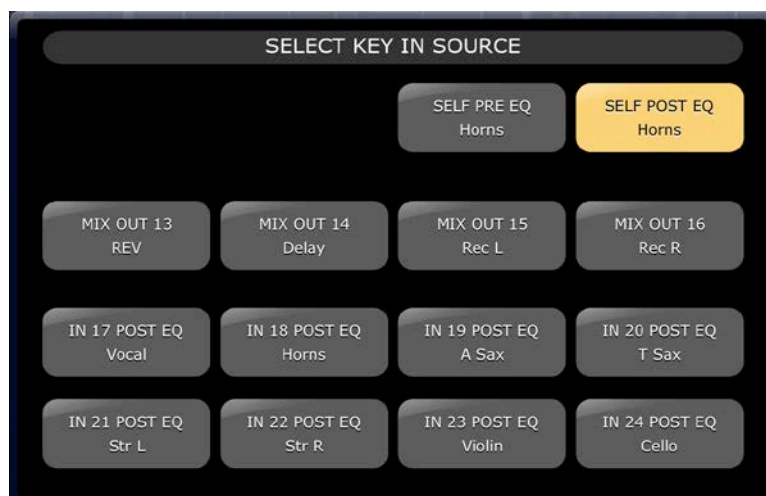 SELECT KEY IN SOURCE
SELF PRE EQ
Horns
SELF POST EQ
Horns
MIX OUT 13
REV
MIX OUT 14
Delay
MIX OUT 15
Rec L
MIX OUT 16
Rec R
IN 17 POST EQ
Vocal
IN 18 POST EQ
Horns
IN 19 POST EQ
A Sax
IN 20 POST EQ
T Sax
IN 21 POST EQ
Str L
IN 22 POST EQ
Str R
IN 23 POST EQ
Violin
IN 24 POST EQ
Cello